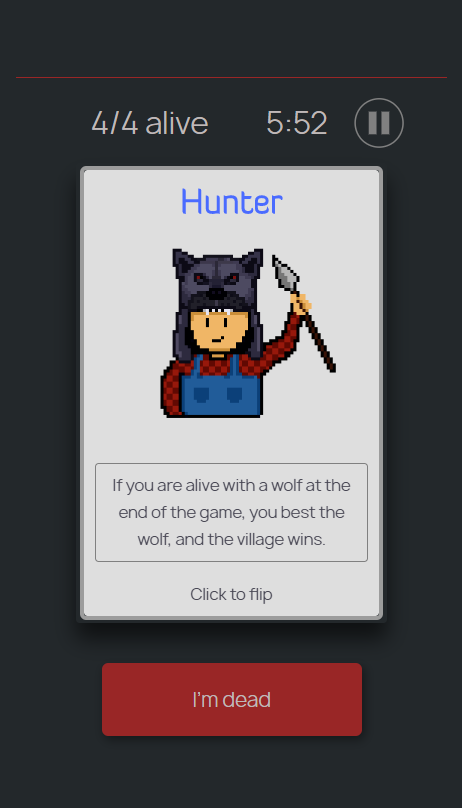 4/4 alive 5:52
Hunter
If you are alive with a wolf at the
end of the game, you best the
wolf, and the village wins.
Click to flip
I'm dead